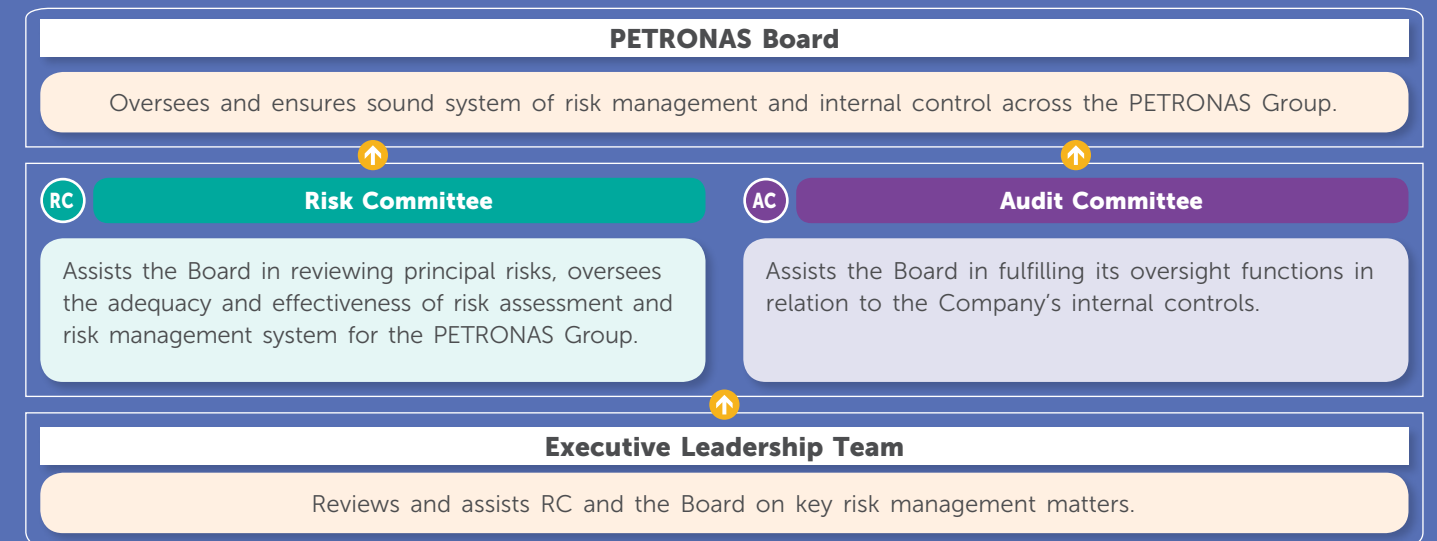 PETRONAS Board
Oversees and ensures sound system of risk management and internal control across the PETRONAS Group.
RC
Risk Committee
Assists the Board in reviewing principal risks, oversees
the adequacy and effectiveness of risk assessment and
risk management system for the PETRONAS Group.
AC
Audit Committee
Assists the Board in fulfilling its oversight functions in
relation to the Company's internal controls.
Executive Leadership Team
Reviews and assists RC and the Board on key risk management matters.